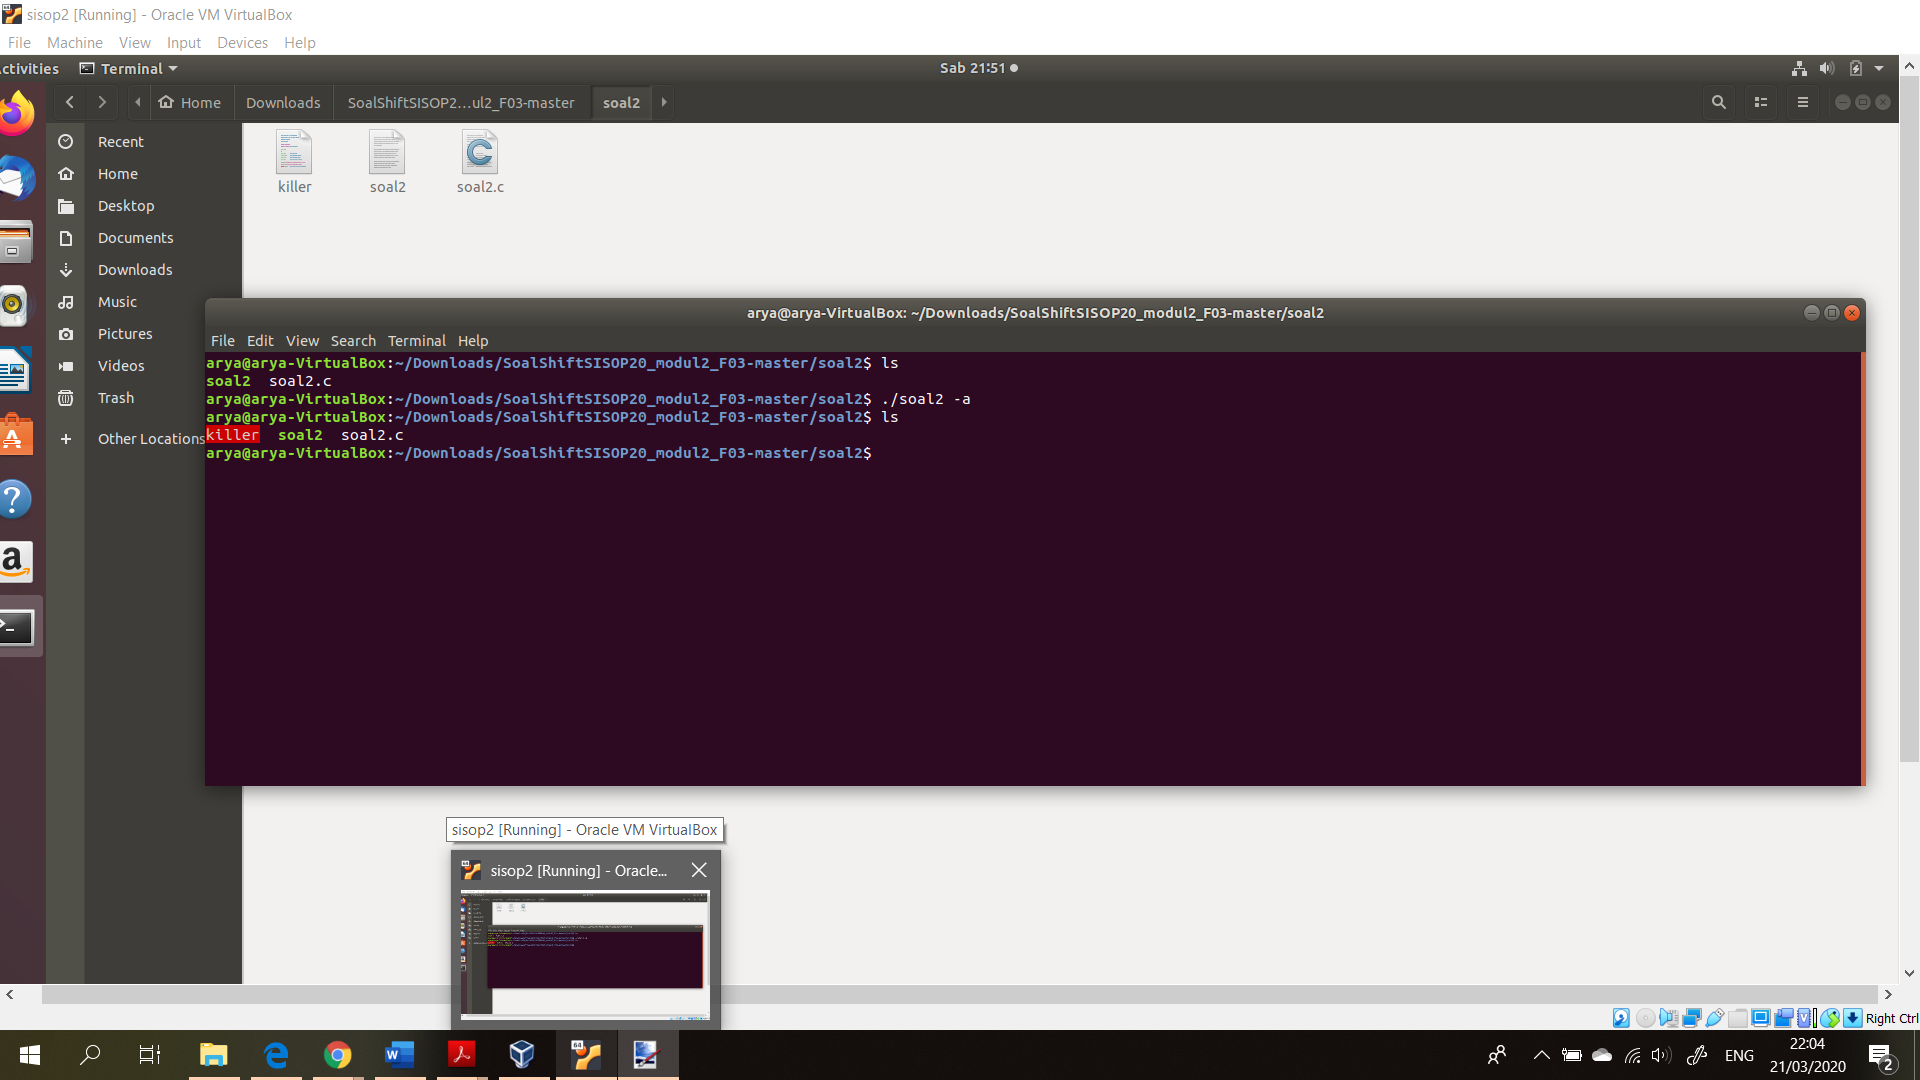 sisop2 [Running] - Oracle VM VirtualBox
File Machine View Input Devices Help
ctivities Terminal Sab 21:51
Home Downloads SoalShiftSISOP2...ul2_F03-master soal2
Recent
Home
Desktop
Documents
Downloads
Music
Pictures
Videos
Trash
Other Locations
killer soal2 soal2.c
arya@arya-VirtualBox: ~/Downloads/SoalShiftSISOP20_modul2_F03-master/soal2
File Edit View Search Terminal Help
arya@arya-VirtualBox:~/Downloads/SoalShiftSISOP20_modul2_F03-master/soal2$ ls
soal2 soal2.c
arya@arya-VirtualBox:~/Downloads/SoalShiftSISOP20_modul2_F03-master/soal2$ ./soal2 -a
arya@arya-VirtualBox:~/Downloads/SoalShiftSISOP20_modul2_F03-master/soal2$ ls
killer soal2 soal2.c
arya@arya-VirtualBox:~/Downloads/SoalShiftSISOP20_modul2_F03-master/soal2$
sisop2 [Running] - Oracle VM VirtualBox
sisop2 [Running] - Oracle...
Right Ctrl
ENG
22:04
21/03/2020
2